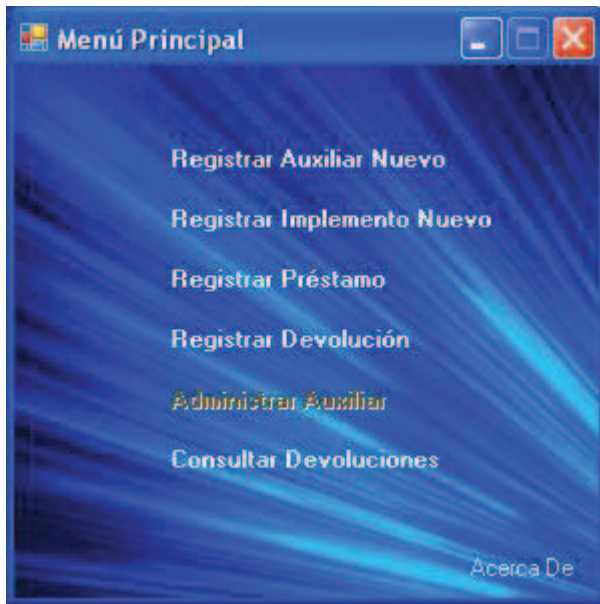 Menú Principal
Registrar Auxiliar Nuevo
Registrar Implemento Nuevo
Registrar Préstamo
Registrar Devolución
Administrar Auxiliar
Consultar Devoluciones
Acerca De